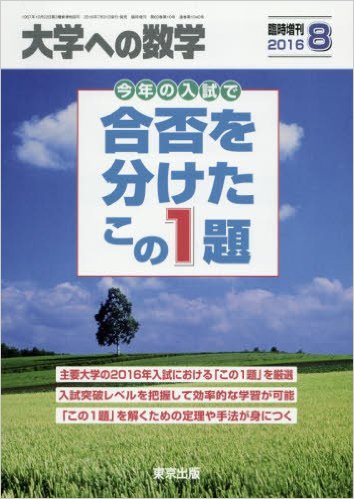 大学への数学
臨時増刊
2016
8
今年の入試で
合否を
分けた
この1題
主要大学の2016年入試における「この1題」を厳選
入試突破レベルを把握して効率的な学習が可能
「この1題」を解くための定理や手法が身につく
東京出版